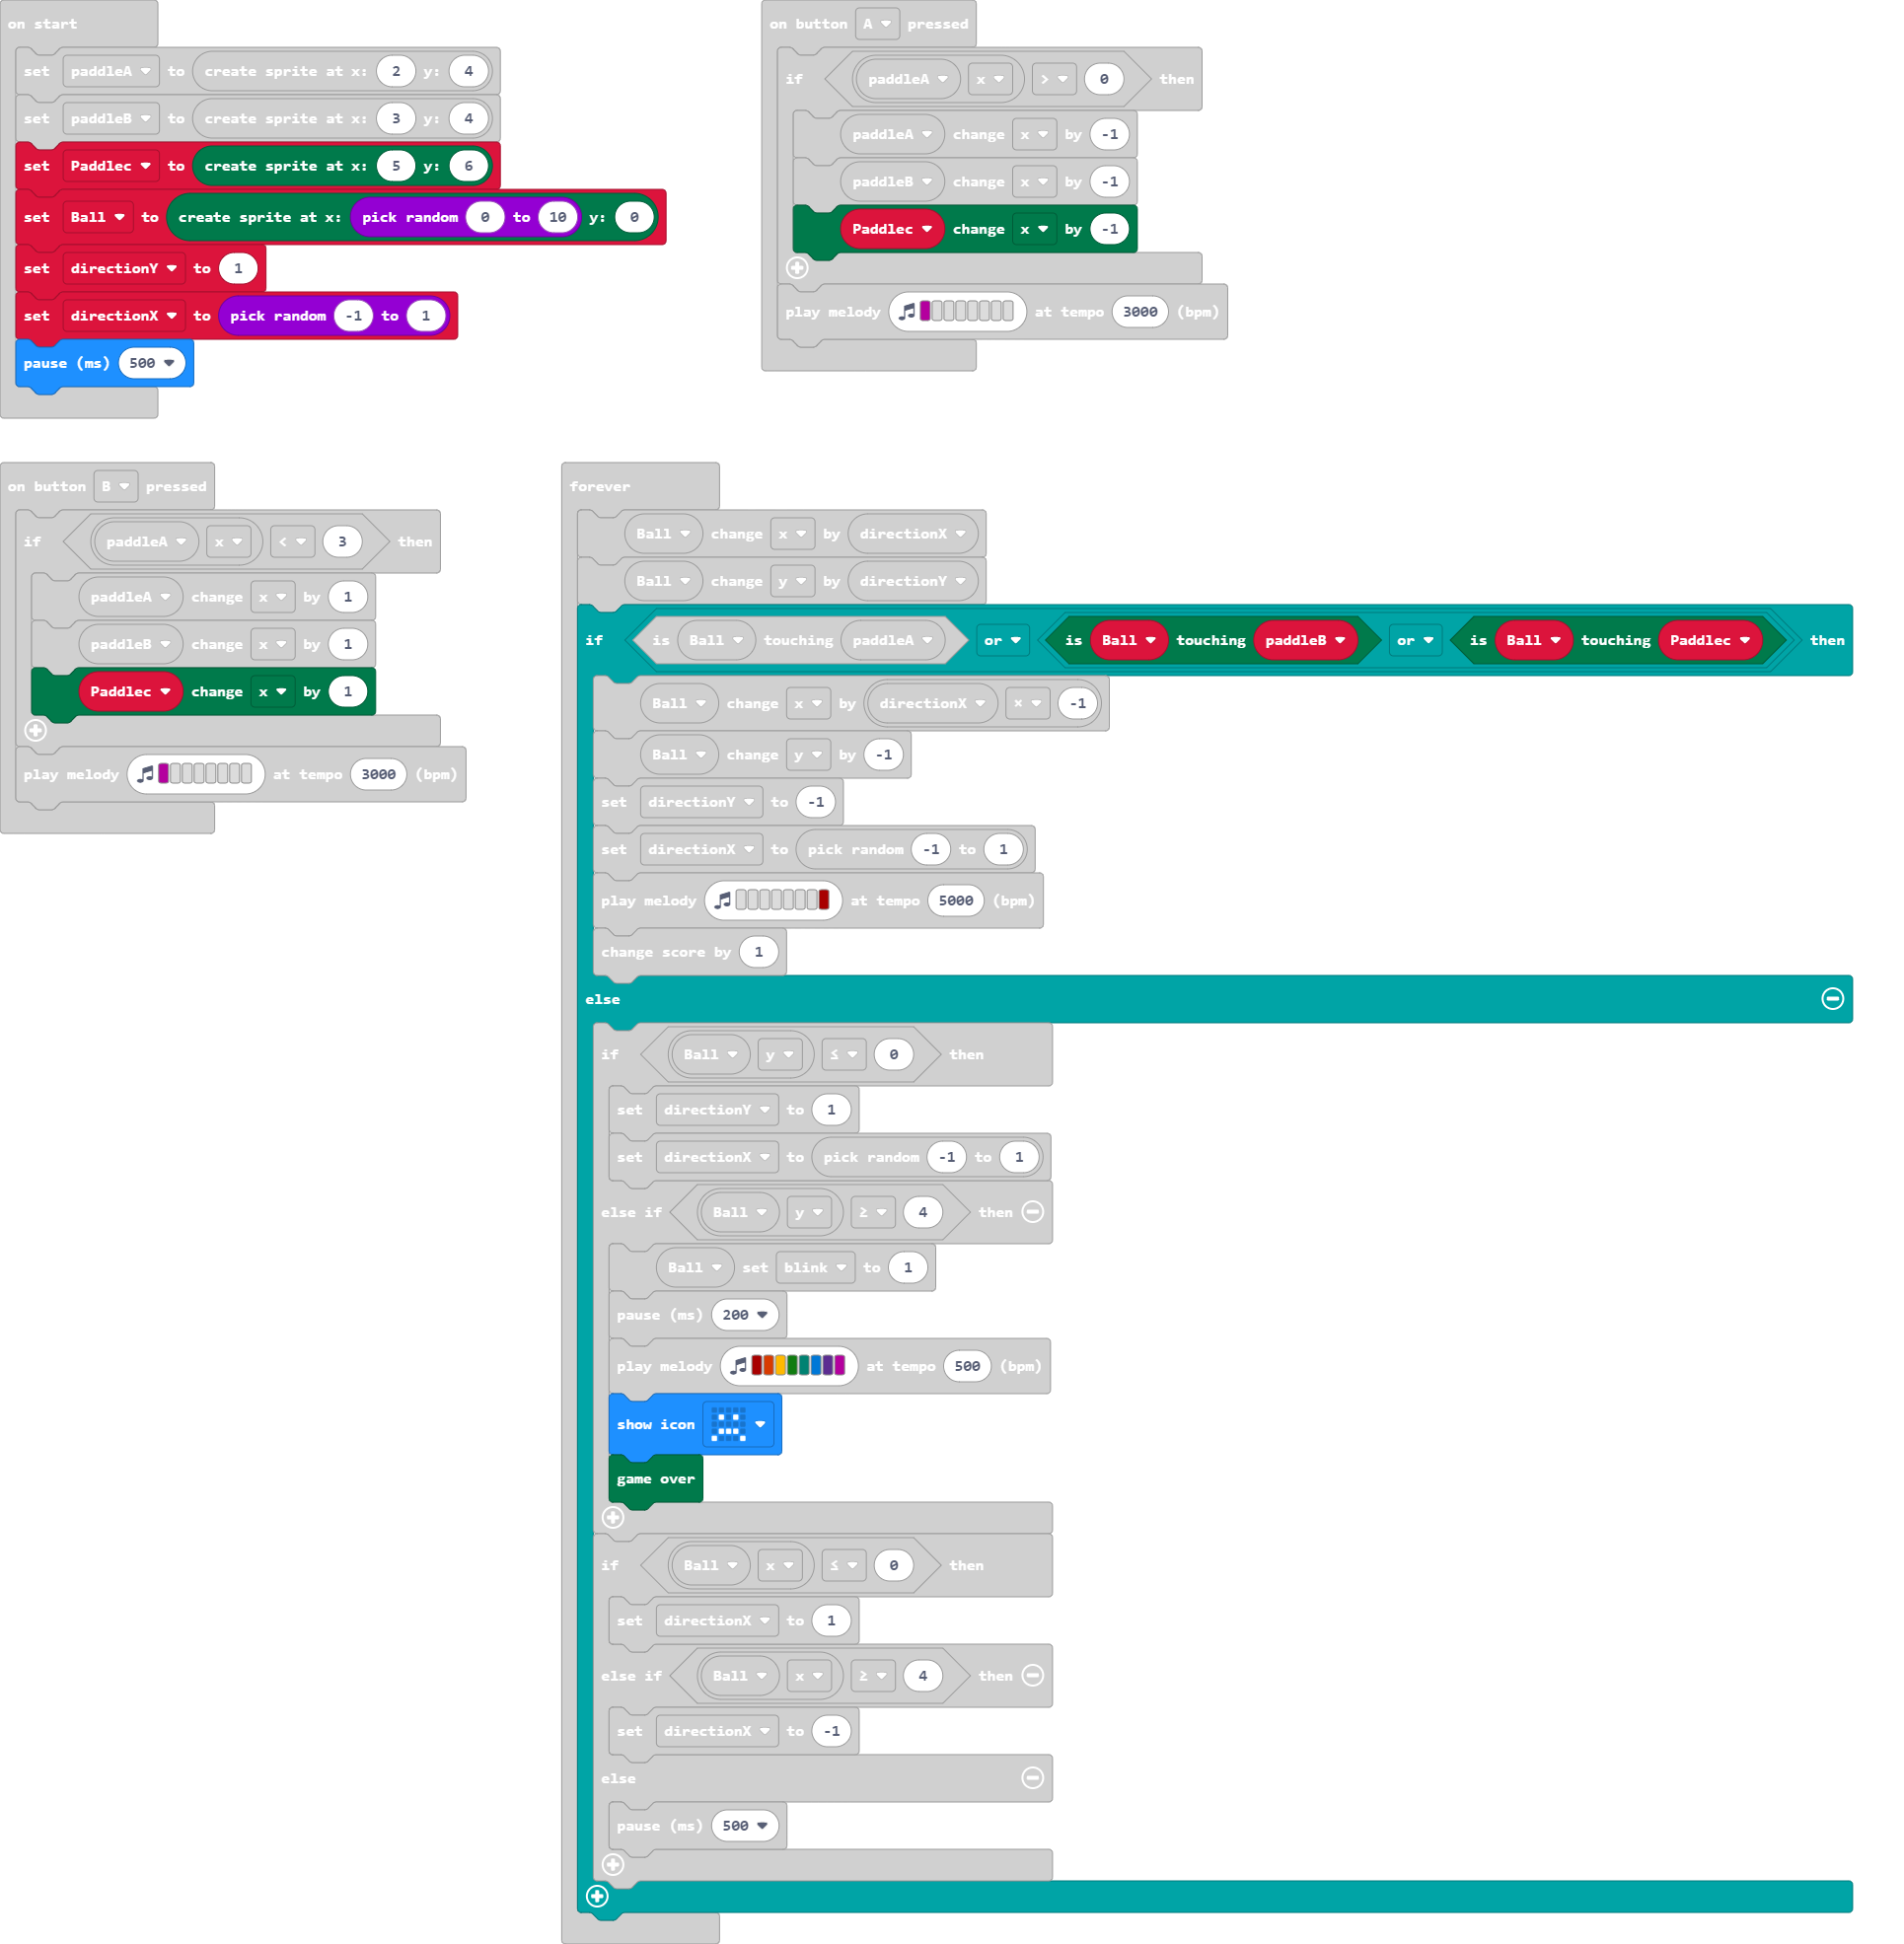 on start
set paddleA to create sprite at x: 2 y: 4
set paddleB to create sprite at x: 3 y: 4
set Paddlec to create sprite at x: 5 y: 6
set Ball to create sprite at x: pick random 0 to 10 y: 0
set directionY to 1
set directionX to pick random -1 to 1
pause (ms) 500
on button A pressed
if paddleA x > 0 then
paddleA change x by -1
paddleB change x by -1
Paddlec change x by -1
play melody at tempo 3000 (bpm)
on button B pressed
if paddleA x < 3 then
paddleA change x by 1
paddleB change x by 1
Paddlec change x by 1
play melody at tempo 3000 (bpm)
forever
Ball change x by directionX
Ball change y by directionY
if is Ball touching paddleA or is Ball touching paddleB or is Ball touching Paddlec then
Ball change x by directionX × -1
Ball change y by -1
set directionY to -1
set directionX to pick random -1 to 1
play melody at tempo 5000 (bpm)
change score by 1
else
if Ball y ≤ 0 then
set directionY to 1
set directionX to pick random -1 to 1
else if Ball y ≥ 4 then
Ball set blink to 1
pause (ms) 200
play melody at tempo 500 (bpm)
show icon
game over
if Ball x ≤ 0 then
set directionX to 1
else if Ball x ≥ 4 then
set directionX to -1
else
pause (ms) 500